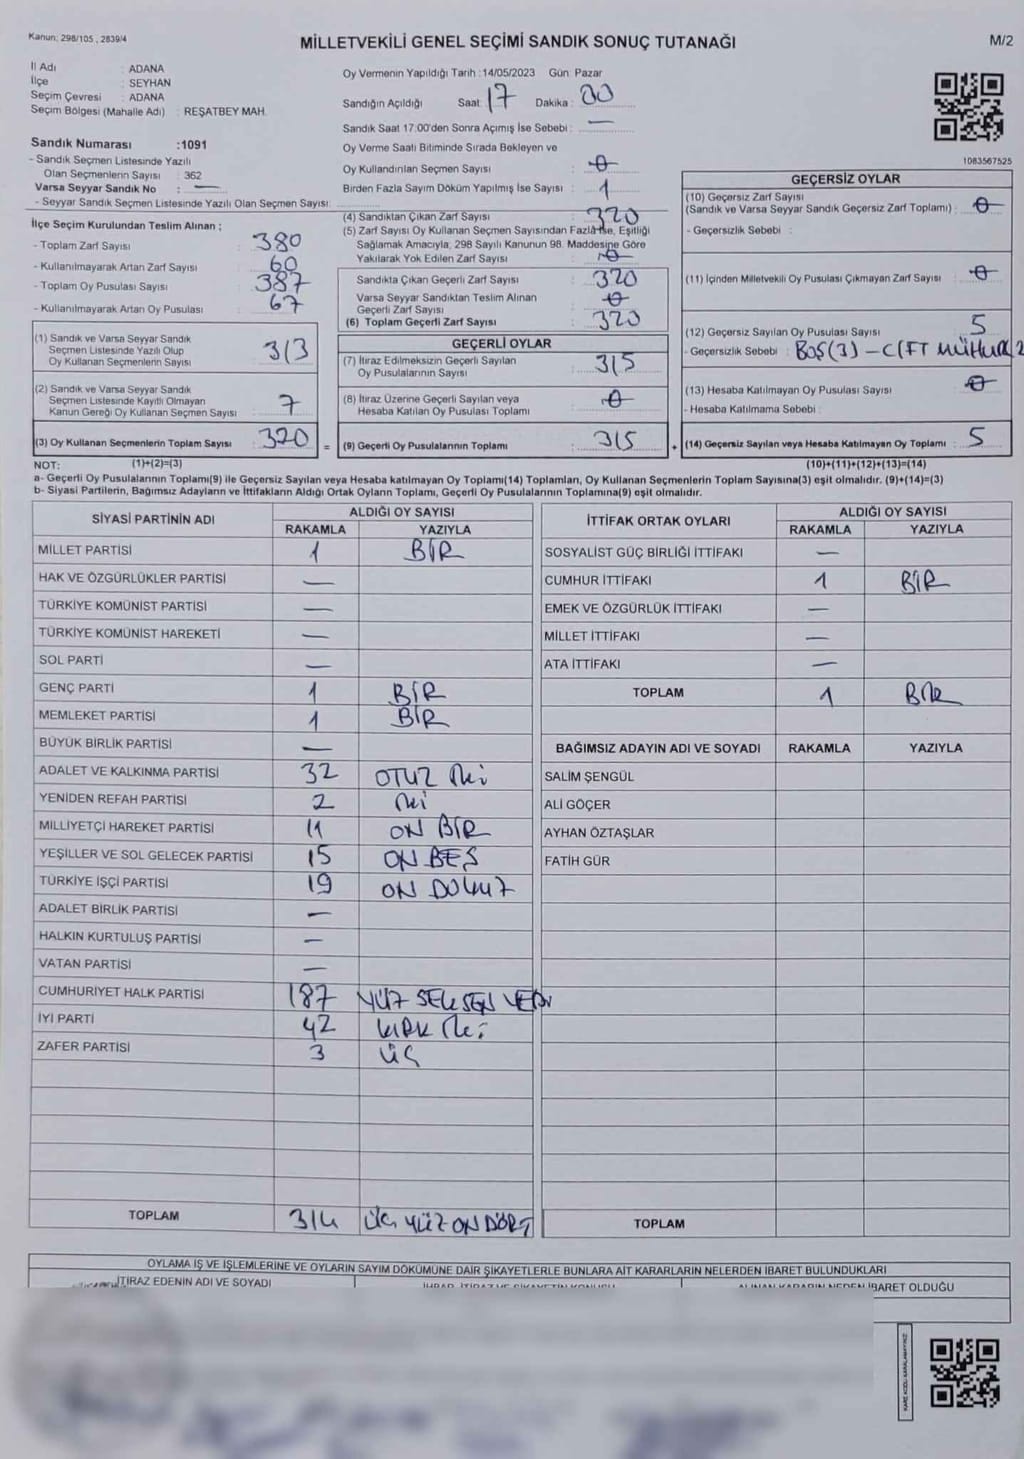 Kanun: 298/105 , 2839/4
MİLLETVEKİLİ GENEL SEÇİMİ SANDIK SONUÇ TUTANAĞI
M/2
İl Adı : ADANA
İlçe : SEYHAN
Seçim Çevresi : ADANA
Seçim Bölgesi (Mahalle Adı) : REŞATBEY MAH.
Sandık Numarası :1091
- Sandık Seçmen Listesinde Yazılı
Olan Seçmenlerin Sayısı : 362
Varsa Seyyar Sandık No : —
- Seyyar Sandık Seçmen Listesinde Yazılı Olan Seçmen Sayısı:
Oy Vermenin Yapıldığı Tarih :14/05/2023 Gün: Pazar
Sandığın Açıldığı Saat: 17 Dakika : 00
Sandık Saat 17:00'den Sonra Açımış İse Sebebi : —
Oy Verme Saati Bitiminde Sırada Bekleyen ve
Oy Kullandırılan Seçmen Sayısı : 0
Birden Fazla Sayım Döküm Yapılmış İse Sayısı : 1
1083567525
İlçe Seçim Kurulundan Teslim Alınan ;
- Toplam Zarf Sayısı : 380
- Kullanılmayarak Artan Zarf Sayısı : 60
- Toplam Oy Pusulası Sayısı : 387
- Kullanılmayarak Artan Oy Pusulası : 67
(1) Sandık ve Varsa Seyyar Sandık
Seçmen Listesinde Yazılı Olup
Oy Kullanan Seçmenlerin Sayısı : 313
(2) Sandık ve Varsa Seyyar Sandık
Seçmen Listesinde Kayıtlı Olmayan
Kanun Gereği Oy Kullanan Seçmen Sayısı : 7
(3) Oy Kullanan Seçmenlerin Toplam Sayısı : 320 =
(1)+(2)=(3)
(4) Sandıktan Çıkan Zarf Sayısı : 320
(5) Zarf Sayısı Oy Kullanan Seçmen Sayısından Fazla İse, Eşitliği
Sağlamak Amacıyla, 298 Sayılı Kanunun 98. Maddesine Göre
Yakılarak Yok Edilen Zarf Sayısı : 0
Sandıkta Çıkan Geçerli Zarf Sayısı : 320
Varsa Seyyar Sandıktan Teslim Alınan
Geçerli Zarf Sayısı : 0
(6) Toplam Geçerli Zarf Sayısı : 320
GEÇERLİ OYLAR
(7) İtiraz Edilmeksizin Geçerli Sayılan
Oy Pusulalarının Sayısı : 315
(8) İtiraz Üzerine Geçerli Sayılan veya
Hesaba Katılan Oy Pusulası Toplamı : 0
(9) Geçerli Oy Pusulalarının Toplamı : 315 +
GEÇERSİZ OYLAR
(10) Geçersiz Zarf Sayısı
(Sandık ve Varsa Seyyar Sandık Geçersiz Zarf Toplamı) : 0
- Geçersizlik Sebebi :
(11) İçinden Milletvekili Oy Pusulası Çıkmayan Zarf Sayısı : 0
(12) Geçersiz Sayılan Oy Pusulası Sayısı : 5
- Geçersizlik Sebebi : BOŞ(3) – ÇİFT MÜHÜR 2
(13) Hesaba Katılmayan Oy Pusulası Sayısı : 0
- Hesaba Katılmama Sebebi :
(14) Geçersiz Sayılan veya Hesaba Katılmayan Oy Toplamı : 5
(10)+(11)+(12)+(13)=(14)
NOT:
a- Geçerli Oy Pusulalarının Toplamı(9) ile Geçersiz Sayılan veya Hesaba katılmayan Oy Toplamı(14) Toplamları, Oy Kullanan Seçmenlerin Toplam Sayısına(3) eşit olmalıdır. (9)+(14)=(3)
b- Siyasi Partilerin, Bağımsız Adayların ve İttifakların Aldığı Ortak Oyların Toplamı, Geçerli Oy Pusulalarının Toplamına(9) eşit olmalıdır.
SİYASİ PARTİNİN ADI ALDIĞI OY SAYISI
RAKAMLA YAZIYLA
MİLLET PARTİSİ 1 BİR
HAK VE ÖZGÜRLÜKLER PARTİSİ —
TÜRKİYE KOMÜNİST PARTİSİ —
TÜRKİYE KOMÜNİST HAREKETİ —
SOL PARTİ —
GENÇ PARTİ 1 BİR
MEMLEKET PARTİSİ 1 BİR
BÜYÜK BİRLİK PARTİSİ —
ADALET VE KALKINMA PARTİSİ 32 OTUZ İKİ
YENİDEN REFAH PARTİSİ 2 İKİ
MİLLİYETÇİ HAREKET PARTİSİ 11 ON BİR
YEŞİLLER VE SOL GELECEK PARTİSİ 15 ON BEŞ
TÜRKİYE İŞÇİ PARTİSİ 19 ON DOKUZ
ADALET BİRLİK PARTİSİ —
HALKIN KURTULUŞ PARTİSİ —
VATAN PARTİSİ —
CUMHURİYET HALK PARTİSİ 187 YÜZ SEKSEN YEDİ
İYİ PARTİ 42 KIRK İKİ
ZAFER PARTİSİ 3 ÜÇ
TOPLAM 314 ÜÇ YÜZ ON DÖRT
İTTİFAK ORTAK OYLARI ALDIĞI OY SAYISI
RAKAMLA YAZIYLA
SOSYALİST GÜÇ BİRLİĞİ İTTİFAKI —
CUMHUR İTTİFAKI 1 BİR
EMEK VE ÖZGÜRLÜK İTTİFAKI —
MİLLET İTTİFAKI —
ATA İTTİFAKI —
TOPLAM 1 BİR
BAĞIMSIZ ADAYIN ADI VE SOYADI RAKAMLA YAZIYLA
SALİM ŞENGÜL
ALİ GÖÇER
AYHAN ÖZTAŞLAR
FATİH GÜR
TOPLAM
OYLAMA İŞ VE İŞLEMLERİNE VE OYLARIN SAYIM DÖKÜMÜNE DAİR ŞİKAYETLERLE BUNLARA AİT KARARLARIN NELERDEN İBARET BULUNDUKLARI
İTİRAZ EDENİN ADI VE SOYADI
İHBAR, İTİRAZ VE ŞİKAYETİN KONUSU
ALINAN KARARIN NEDEN İBARET OLDUĞU